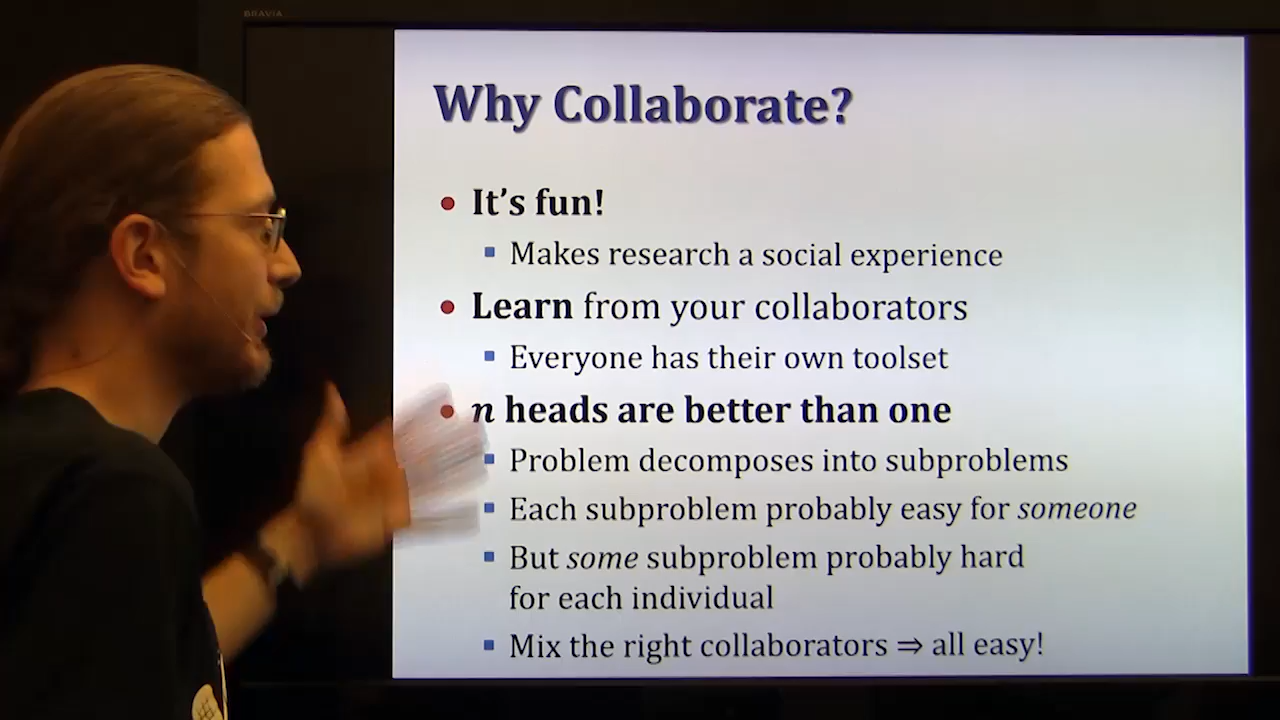 BRAVIA
Why Collaborate?
• It's fun!
▪ Makes research a social experience
• Learn from your collaborators
▪ Everyone has their own toolset
• n heads are better than one
▪ Problem decomposes into subproblems
▪ Each subproblem probably easy for someone
▪ But some subproblem probably hard
for each individual
▪ Mix the right collaborators ⇒ all easy!